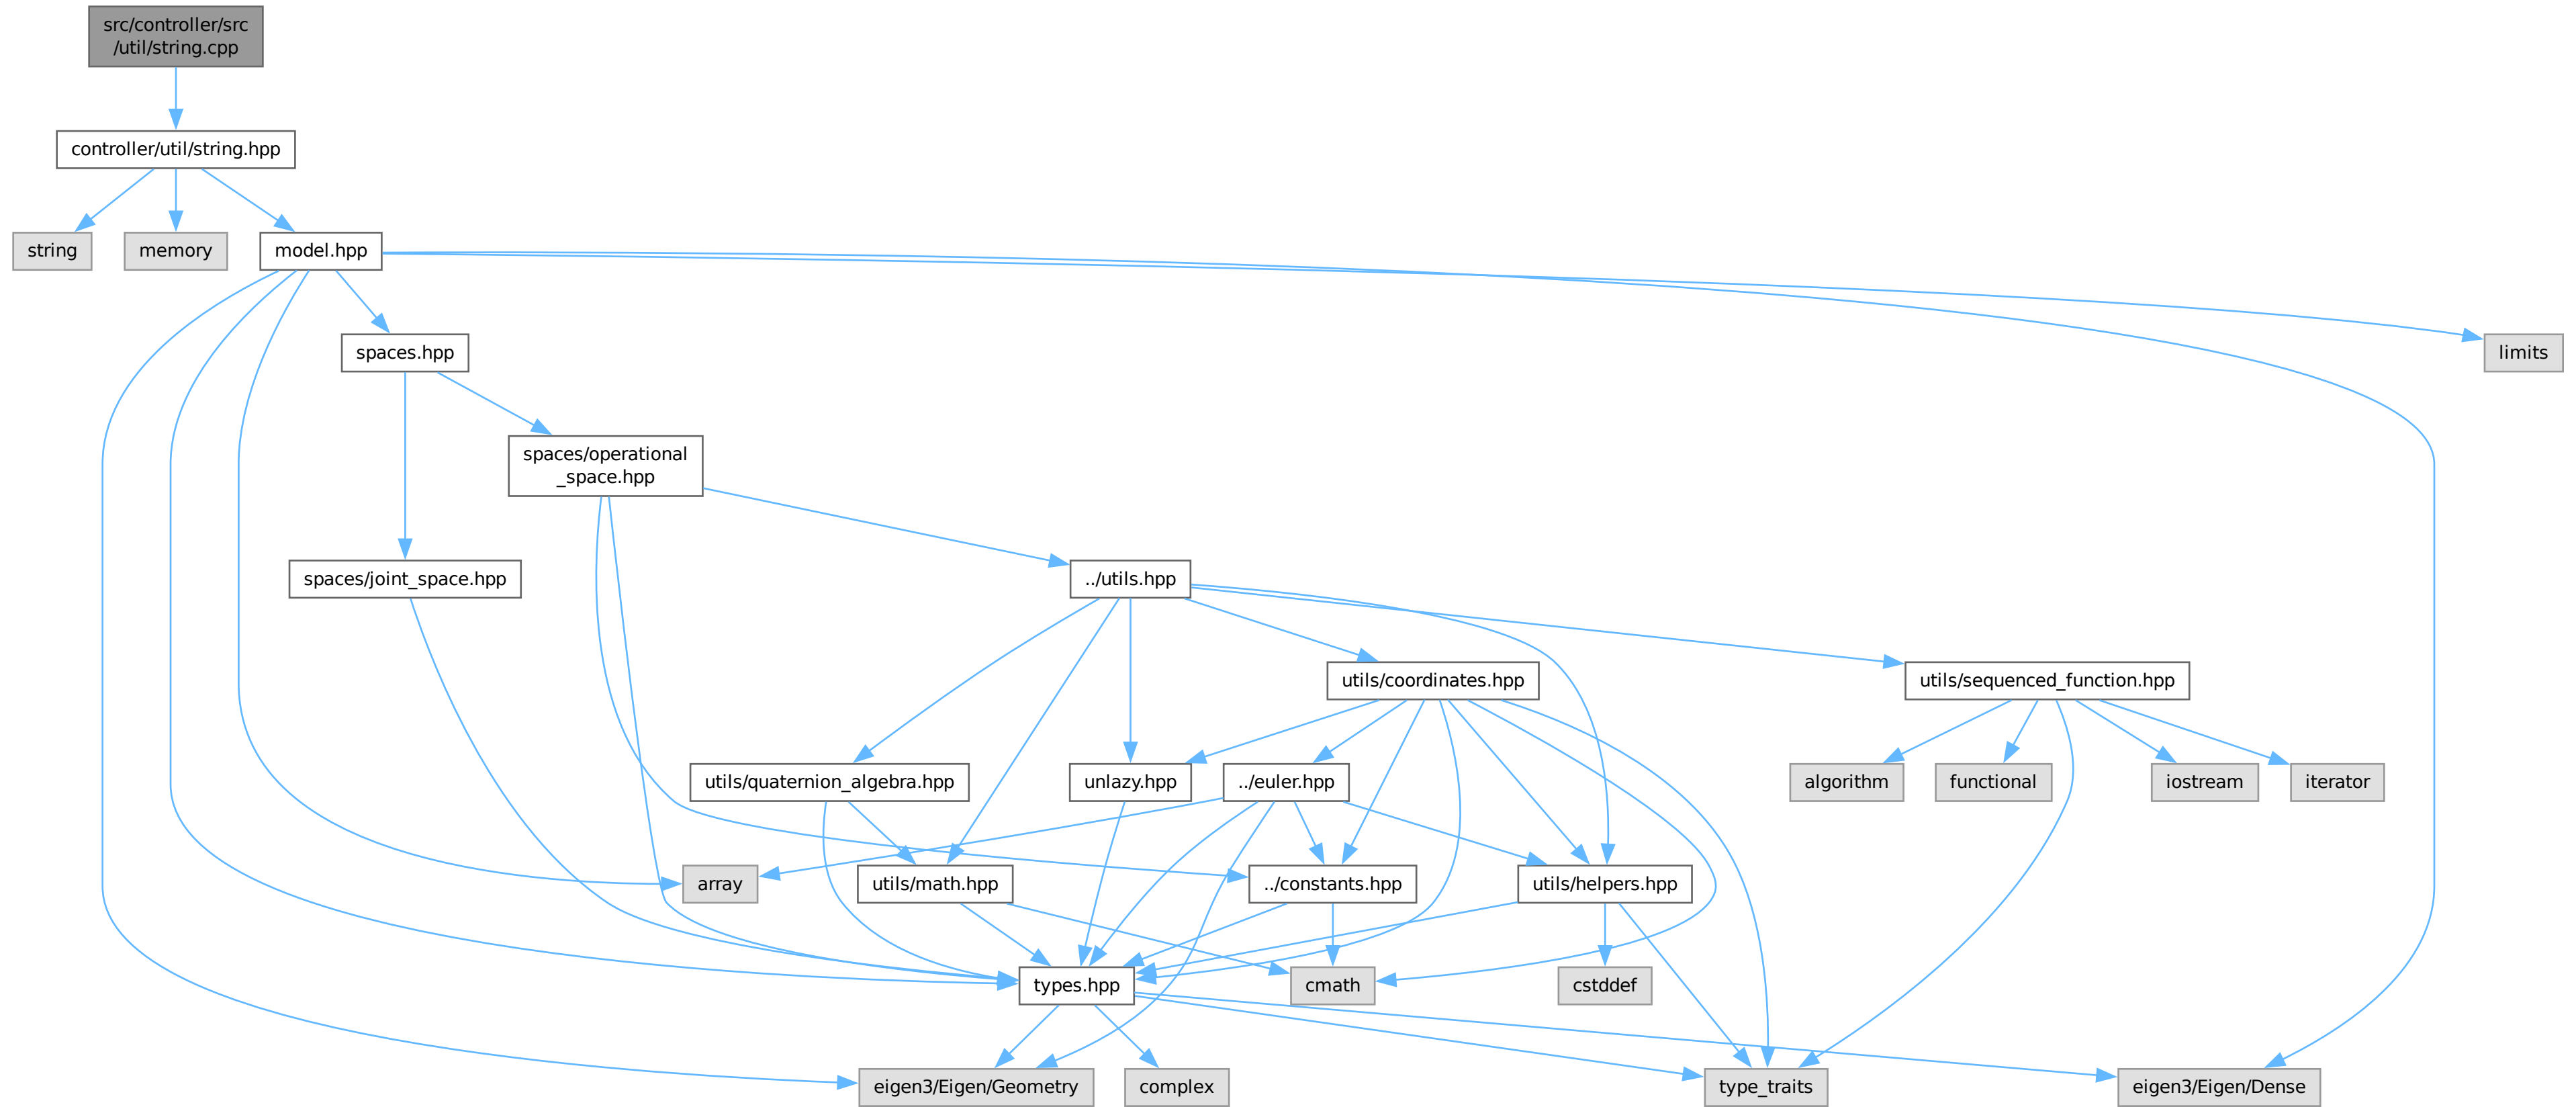 src/controller/src
/util/string.cpp
controller/util/string.hpp
string
memory
model.hpp
spaces.hpp
limits
spaces/operational
_space.hpp
spaces/joint_space.hpp
../utils.hpp
utils/coordinates.hpp
utils/sequenced_function.hpp
utils/quaternion_algebra.hpp
unlazy.hpp
../euler.hpp
algorithm
functional
iostream
iterator
array
utils/math.hpp
../constants.hpp
utils/helpers.hpp
types.hpp
cmath
cstddef
eigen3/Eigen/Geometry
complex
type_traits
eigen3/Eigen/Dense